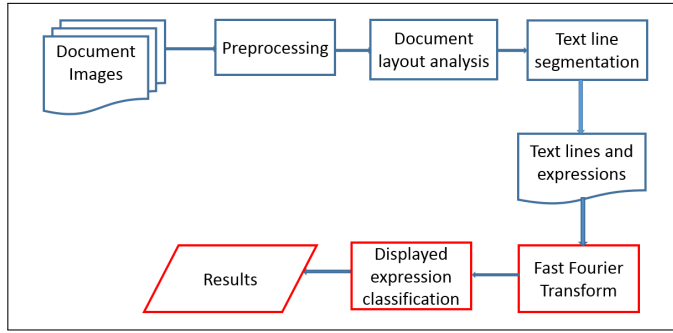 Document
Images
Preprocessing
Document
layout analysis
Text line
segmentation
Text lines and
expressions
Fast Fourier
Transform
Displayed
expression
classification
Results